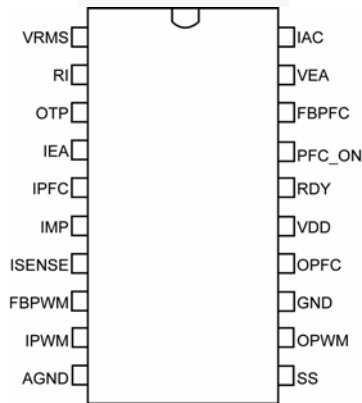 VRMS IAC
RI VEA
OTP FBPFC
IEA PFC_ON
IPFC RDY
IMP VDD
ISENSE OPFC
FBPWM GND
IPWM OPWM
AGND SS